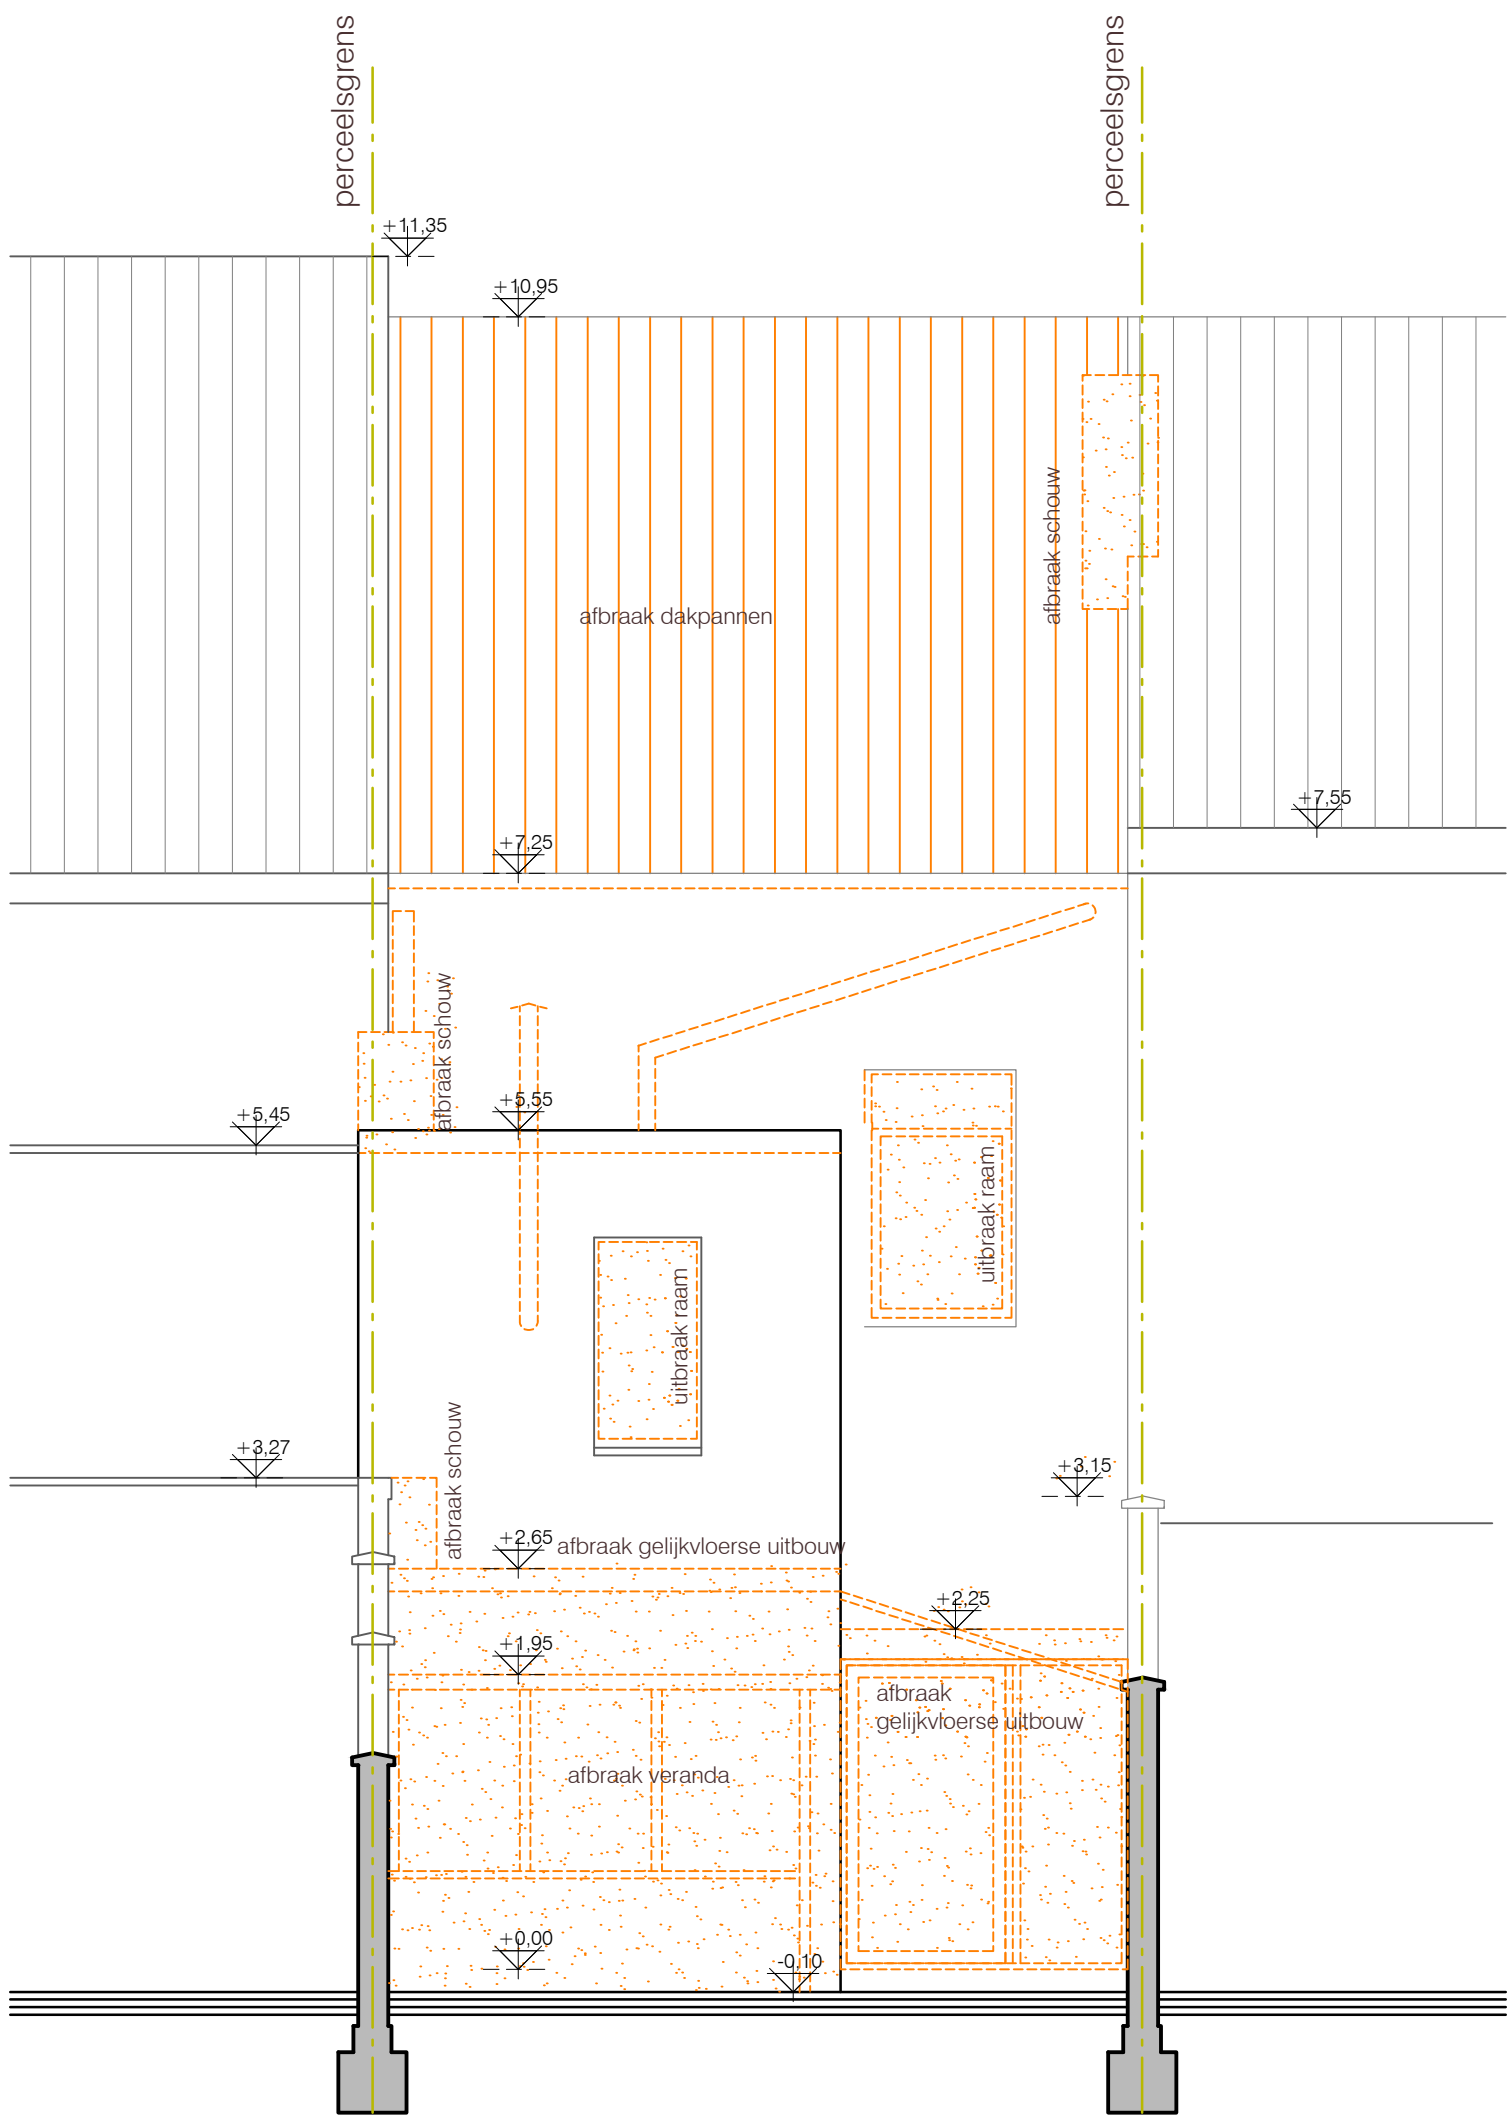 perceelsgrens
perceelsgrens
+11,35
+10,95
afbraak schouw
afbraak dakpannen
+7,55
+7,25
afbraak schouw
+5,55
+5,45
uitbraak raam
uitbraak raam
afbraak schouw
+3,27
+3,15
+2,65
afbraak gelijkvloerse uitbouw
+2,25
+1,95
afbraak
gelijkvloerse uitbouw
afbraak veranda
+0,00
-0,10